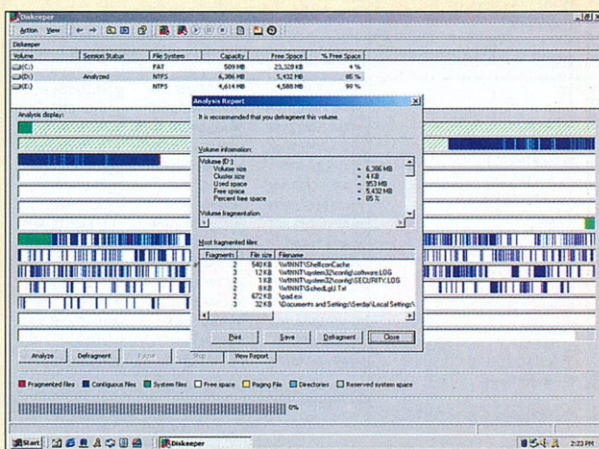 Diskeeper
Action View
Diskeeper
Volume Session Status File System Capacity Free Space % Free Space
(C:) FAT 509 MB 23,328 KB 4 %
(D:) Analyzed NTFS 6,386 MB 5,432 MB 85 %
(E:) NTFS 4,614 MB 4,588 MB 99 %
Analysis display:
Analysis Report
It is recommended that you defragment this volume.
Volume information:
Volume (D:)
Volume size = 6,386 MB
Cluster size = 4 KB
Used space = 953 MB
Free space = 5,432 MB
Percent free space = 85 %
Volume fragmentation
Most fragmented files:
Fragments File size Filename
2 540 KB \WINNT\ShellIconCache
3 12 KB \WINNT\system32\config\software.LOG
2 1 KB \WINNT\system32\config\SECURITY.LOG
2 8 KB \WINNT\SchedLgU.Txt
2 672 KB
3 32 KB \Documents and Settings\Serdar\Local Settings\
Print Save Defragment Close
Analyze Defragment Pause Stop View Report
Fragmented files Contiguous files System files Free space Paging File Directories Reserved system space
0%
Start Diskeeper 2:23 PM